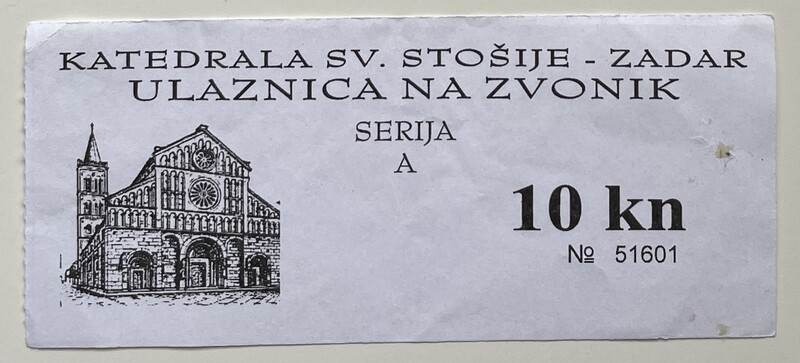 KATEDRALA SV. STOŠIJE - ZADAR
ULAZNICA NA ZVONIK
SERIJA
A
10 kn
№ 51601